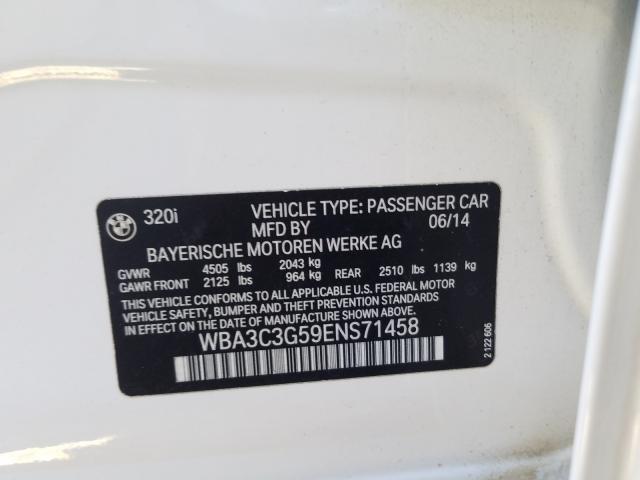 320i VEHICLE TYPE: PASSENGER CAR
MFD BY 06/14
BAYERISCHE MOTOREN WERKE AG
GVWR 4505 lbs 2043 kg
GAWR FRONT 2125 lbs 964 kg REAR 2510 lbs 1139 kg
THIS VEHICLE CONFORMS TO ALL APPLICABLE U.S. FEDERAL MOTOR
VEHICLE SAFETY, BUMPER AND THEFT PREVENTION STANDARDS
IN EFFECT ON THE DATE OF MANUFACTURE SHOWN ABOVE.
WBA3C3G59ENS71458
2 122 606